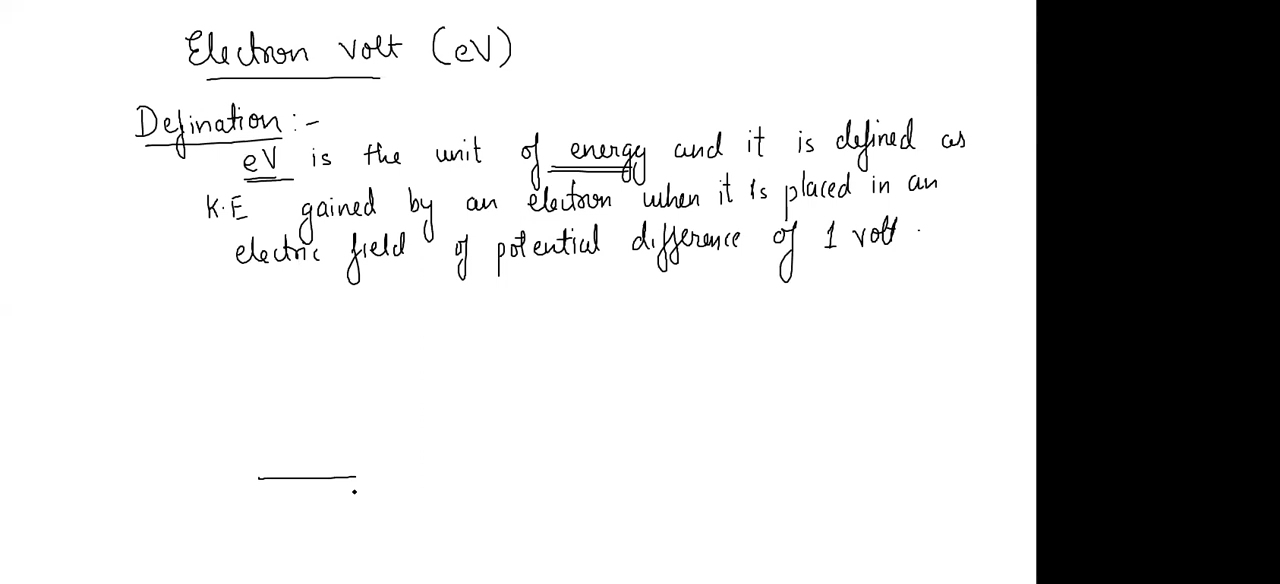 Electron volt (eV)
Defination :-
eV is the unit of energy and it is defined as
K.E gained by an electron when it is placed in an
electric field of potential difference of 1 volt.